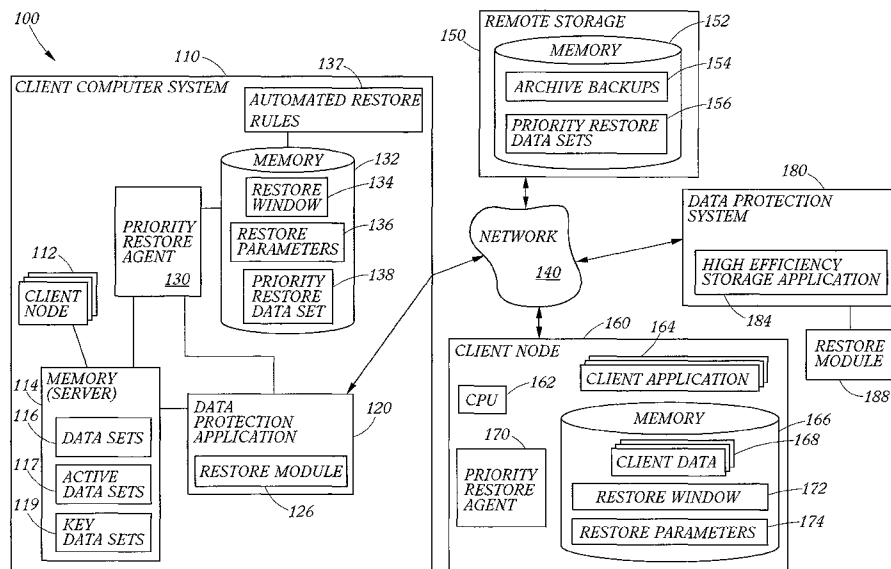 100
110
CLIENT COMPUTER SYSTEM
137
AUTOMATED RESTORE
RULES
MEMORY
132
RESTORE
WINDOW
134
RESTORE
PARAMETERS
136
PRIORITY
RESTORE
DATA SET
138
PRIORITY
RESTORE
AGENT
130
112
CLIENT
NODE
114
MEMORY
(SERVER)
116
DATA SETS
117
ACTIVE
DATA SETS
119
KEY
DATA SETS
DATA
PROTECTION
APPLICATION
120
RESTORE MODULE
126
REMOTE STORAGE
150
152
MEMORY
154
ARCHIVE BACKUPS
156
PRIORITY RESTORE
DATA SETS
NETWORK
140
180
DATA PROTECTION
SYSTEM
HIGH EFFICIENCY
STORAGE APPLICATION
184
RESTORE
MODULE
188
160
CLIENT NODE
164
CLIENT APPLICATION
CPU
162
MEMORY
166
168
CLIENT DATA
170
PRIORITY
RESTORE
AGENT
RESTORE WINDOW
172
RESTORE PARAMETERS
174